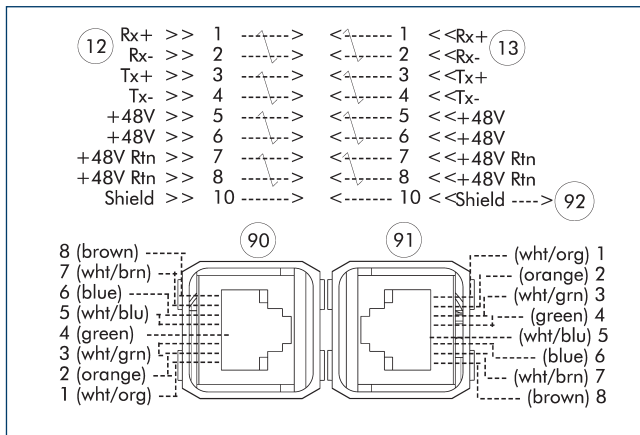 12 Rx+ >> 1 -----> <----- 1 <<Rx+ 13
Rx- >> 2 -----> <----- 2 <<Rx-
Tx+ >> 3 -----> <----- 3 <<Tx+
Tx- >> 4 -----> <----- 4 <<Tx-
+48V >> 5 -----> <----- 5 <<+48V
+48V >> 6 -----> <----- 6 <<+48V
+48V Rtn >> 7 -----> <----- 7 <<+48V Rtn
+48V Rtn >> 8 -----> <----- 8 <<+48V Rtn
Shield >> 10 -----> <----- 10 <<Shield ----> 92
90 91
8 (brown)
7 (wht/brn)
6 (blue)
5 (wht/blu)
4 (green)
3 (wht/grn)
2 (orange)
1 (wht/org)
(wht/org) 1
(orange) 2
(wht/grn) 3
(green) 4
(wht/blu) 5
(blue) 6
(wht/brn) 7
(brown) 8